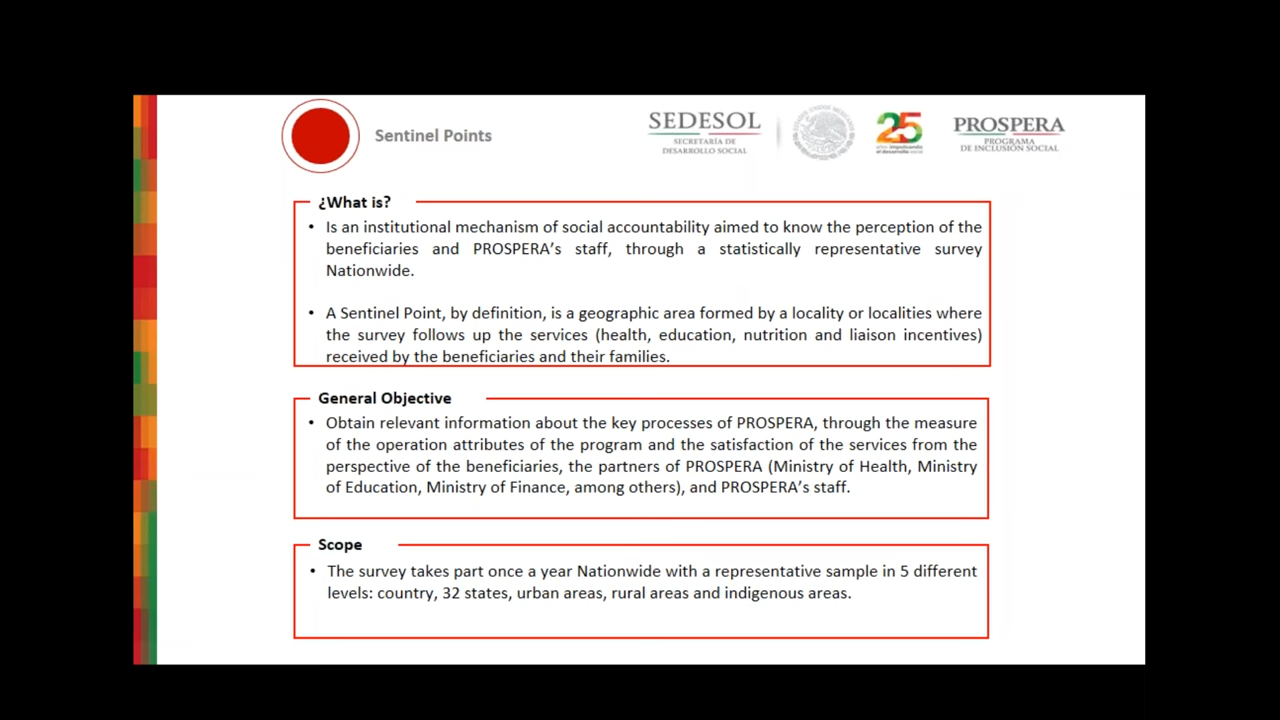 Sentinel Points
SEDESOL
SECRETARÍA DE
DESARROLLO SOCIAL
25
PROSPERA
PROGRAMA
DE INCLUSIÓN SOCIAL
¿What is?
• Is an institutional mechanism of social accountability aimed to know the perception of the
beneficiaries and PROSPERA's staff, through a statistically representative survey
Nationwide.
• A Sentinel Point, by definition, is a geographic area formed by a locality or localities where
the survey follows up the services (health, education, nutrition and liaison incentives)
received by the beneficiaries and their families.
General Objective
• Obtain relevant information about the key processes of PROSPERA, through the measure
of the operation attributes of the program and the satisfaction of the services from the
perspective of the beneficiaries, the partners of PROSPERA (Ministry of Health, Ministry
of Education, Ministry of Finance, among others), and PROSPERA's staff.
Scope
• The survey takes part once a year Nationwide with a representative sample in 5 different
levels: country, 32 states, urban areas, rural areas and indigenous areas.